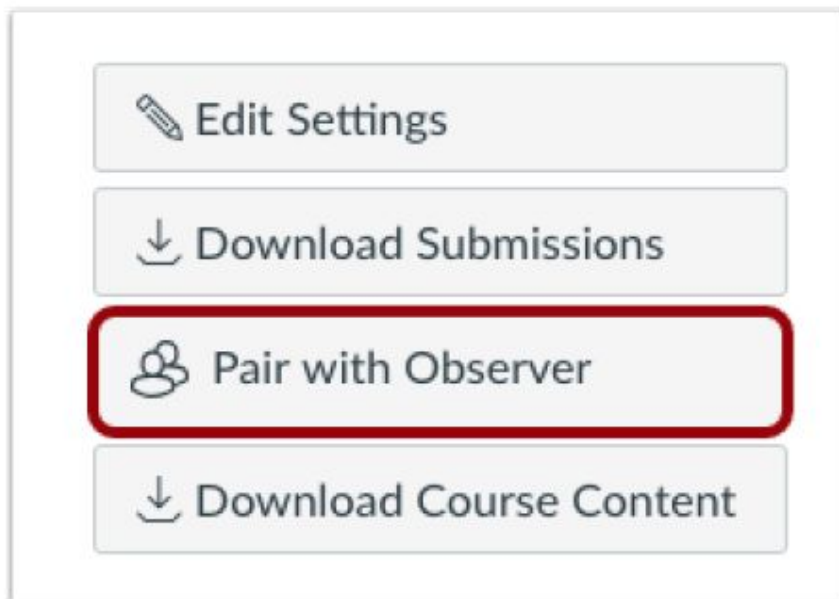 Edit Settings
Download Submissions
Pair with Observer
Download Course Content